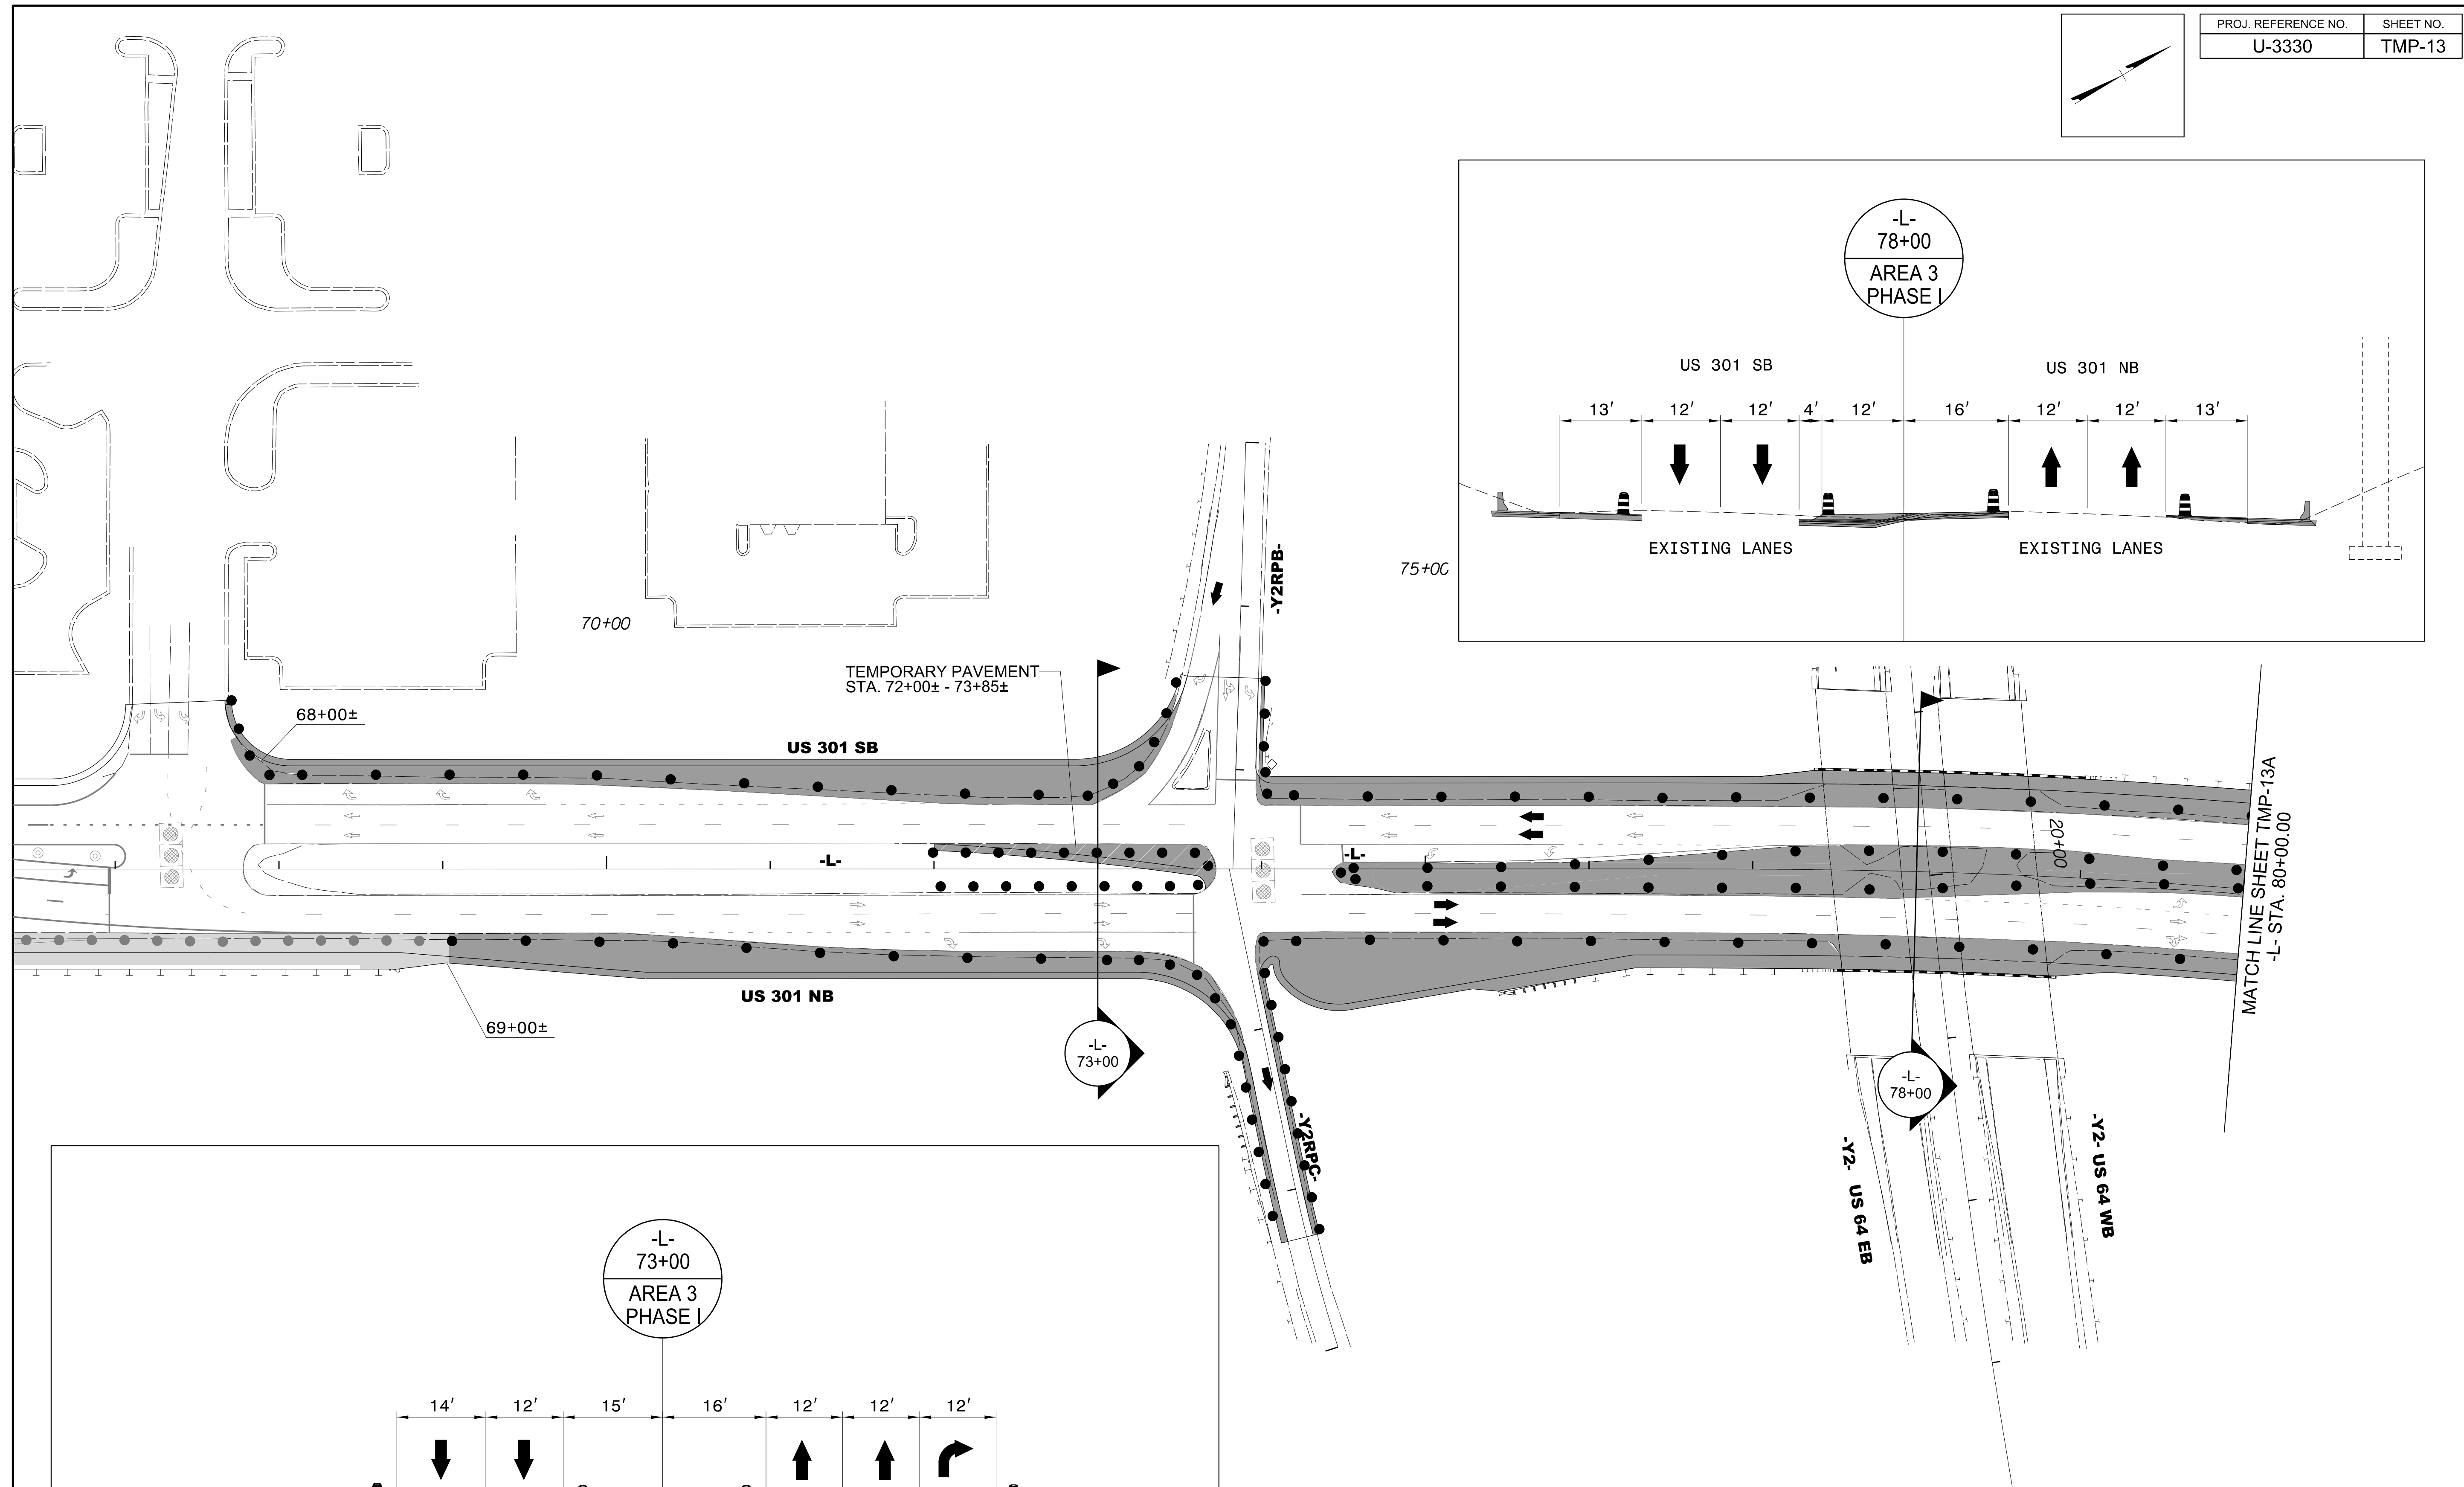 PROJ. REFERENCE NO. SHEET NO.
U-3330 TMP-13
-L-
78+00
AREA 3
PHASE I
US 301 SB US 301 NB
13' 12' 12' 4' 12' 16' 12' 12' 13'
EXISTING LANES EXISTING LANES
75+00
-Y2RPB-
70+00
TEMPORARY PAVEMENT
STA. 72+00± - 73+85±
68+00±
US 301 SB
-L-
-L-
20+00
MATCH LINE SHEET TMP-13A
-L- STA. 80+00.00
US 301 NB
69+00±
-L-
73+00
-L-
78+00
-Y2RPC-
-Y2- US 64 EB
-Y2- US 64 WB
-L-
73+00
AREA 3
PHASE I
14' 12' 15' 16' 12' 12' 12'